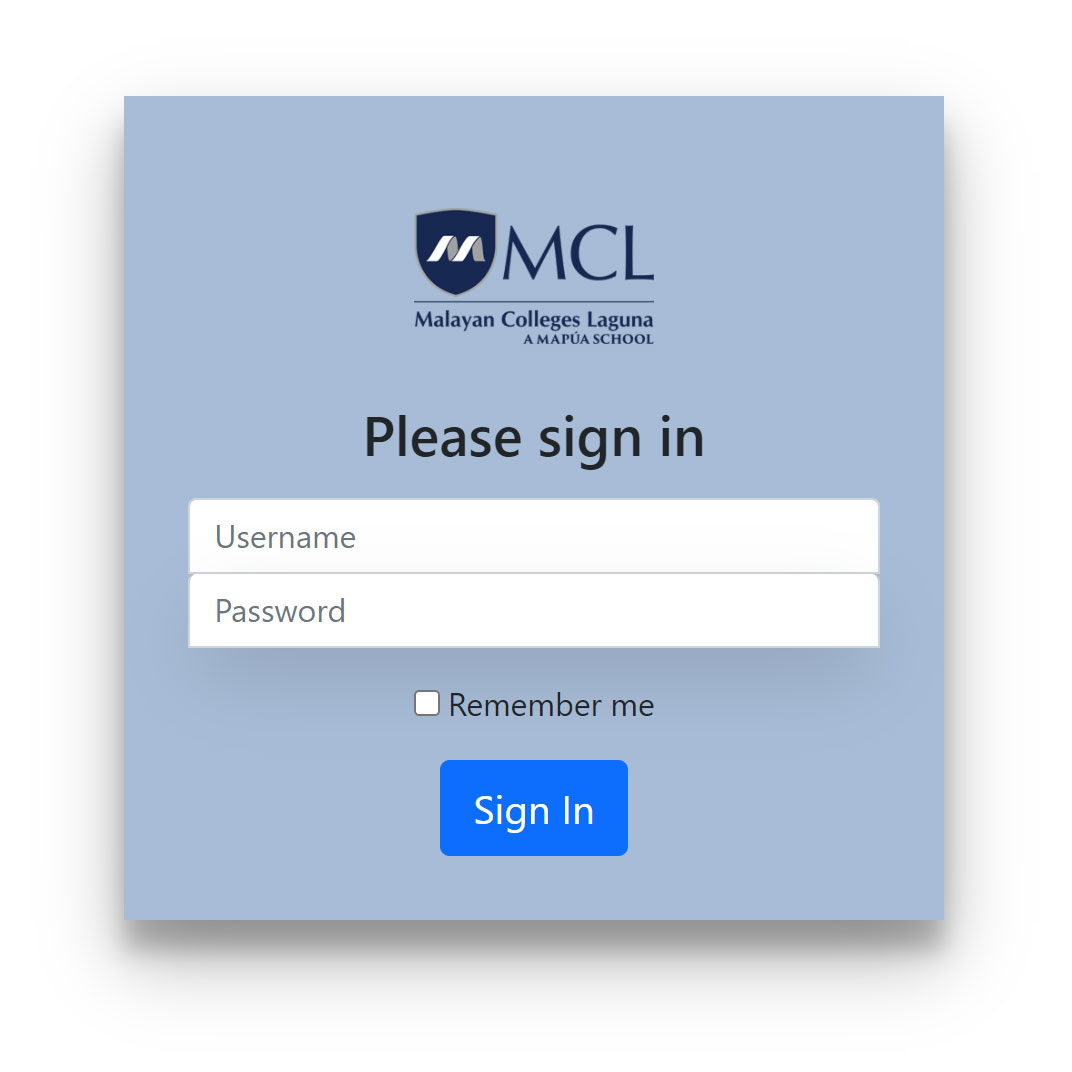 MCL
Malayan Colleges Laguna
A MAPÚA SCHOOL
Please sign in
Username
Password
Remember me
Sign In